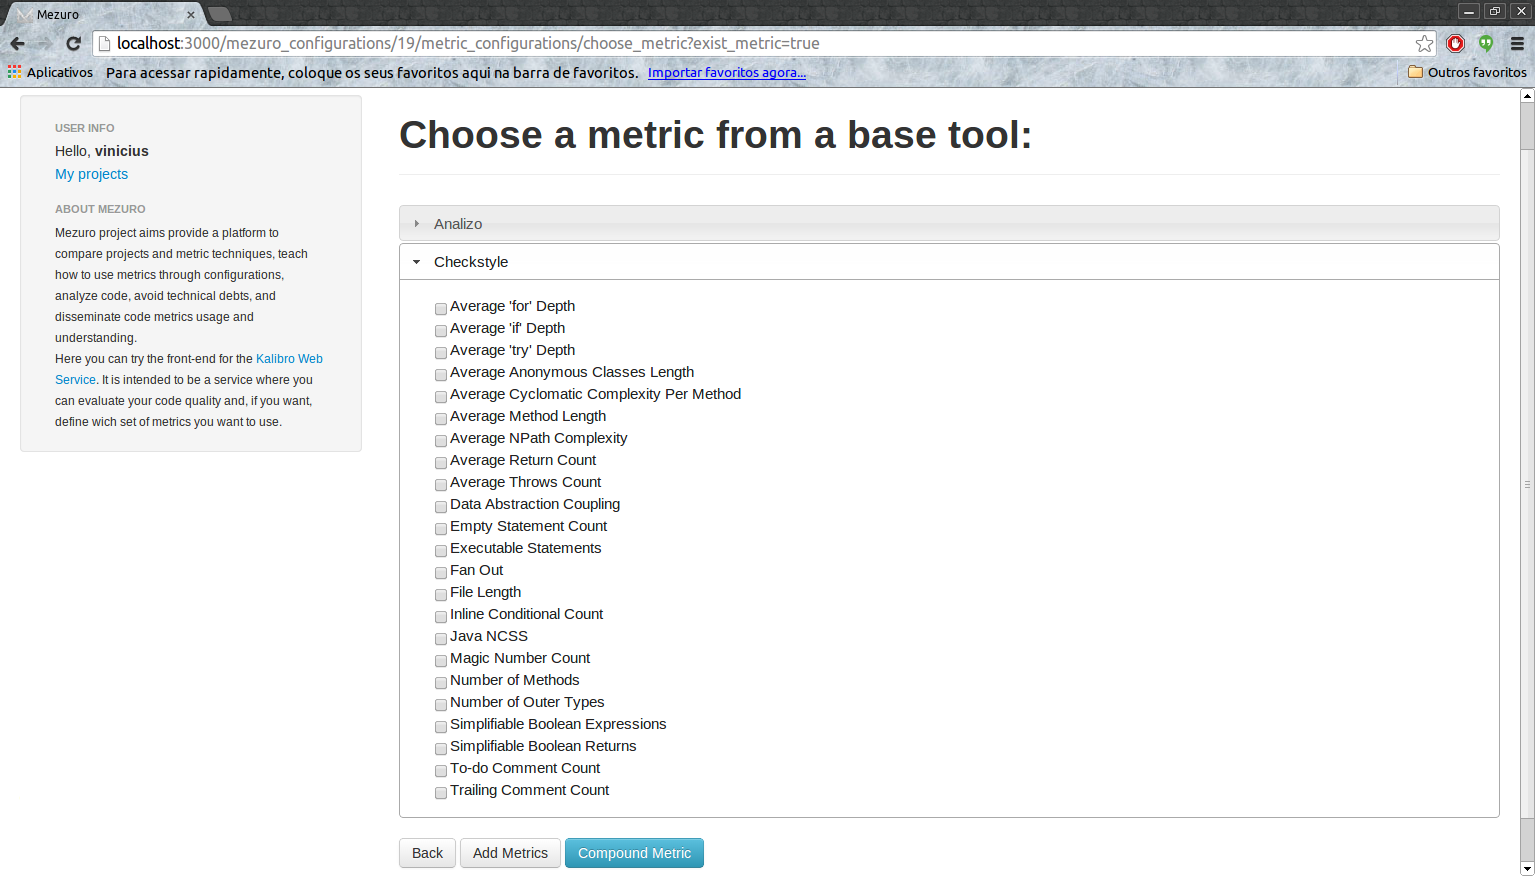 Mezuro
localhost:3000/mezuro_configurations/19/metric_configurations/choose_metric?exist_metric=true
Aplicativos Para acessar rapidamente, coloque os seus favoritos aqui na barra de favoritos. Importar favoritos agora... Outros favoritos
USER INFO
Hello, vinicius
My projects
ABOUT MEZURO
Mezuro project aims provide a platform to
compare projects and metric techniques, teach
how to use metrics through configurations,
analyze code, avoid technical debts, and
disseminate code metrics usage and
understanding.
Here you can try the front-end for the Kalibro Web
Service. It is intended to be a service where you
can evaluate your code quality and, if you want,
define wich set of metrics you want to use.
Choose a metric from a base tool:
Analizo
Checkstyle
Average 'for' Depth
Average 'if' Depth
Average 'try' Depth
Average Anonymous Classes Length
Average Cyclomatic Complexity Per Method
Average Method Length
Average NPath Complexity
Average Return Count
Average Throws Count
Data Abstraction Coupling
Empty Statement Count
Executable Statements
Fan Out
File Length
Inline Conditional Count
Java NCSS
Magic Number Count
Number of Methods
Number of Outer Types
Simplifiable Boolean Expressions
Simplifiable Boolean Returns
To-do Comment Count
Trailing Comment Count
Back Add Metrics Compound Metric